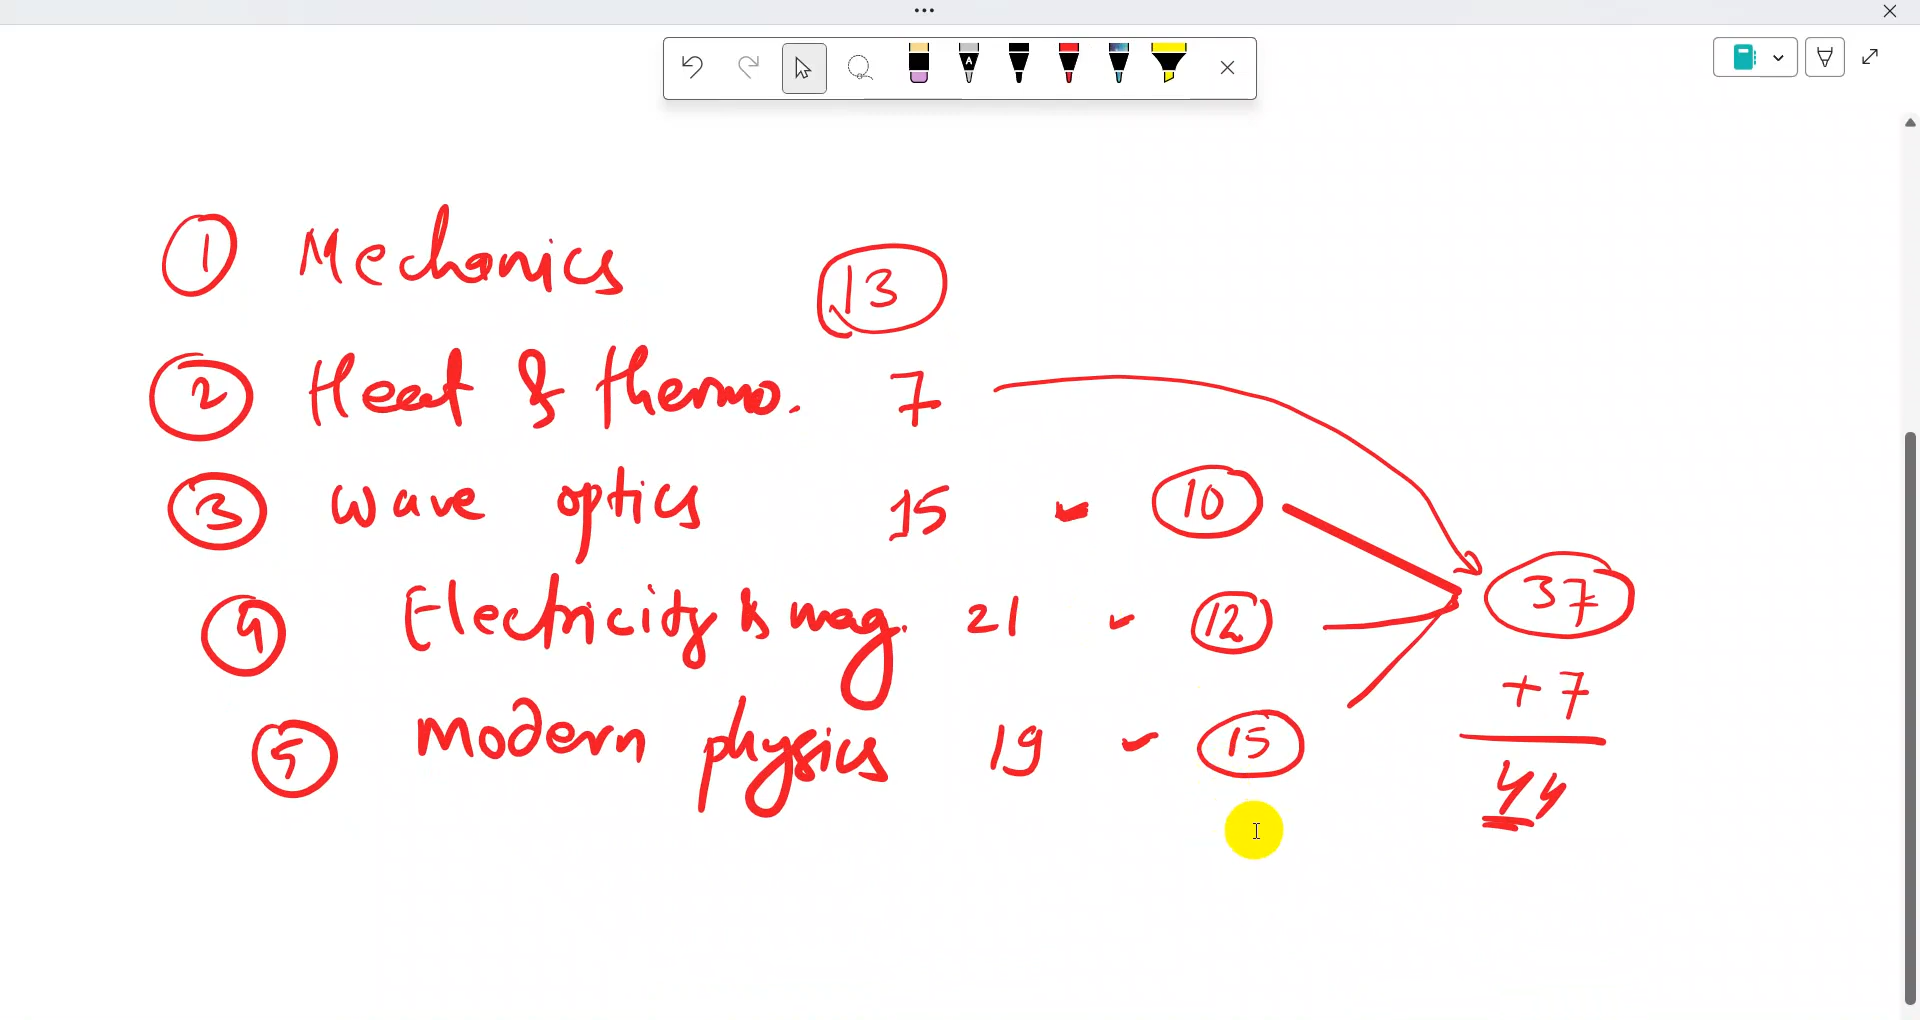 ① Mechanics 13
② Heat & thermo. 7
③ wave optics 15 - 10
④ Electricity & mag. 21 - 12
37
+ 7
⑤ Modern physics 19 - 15
44